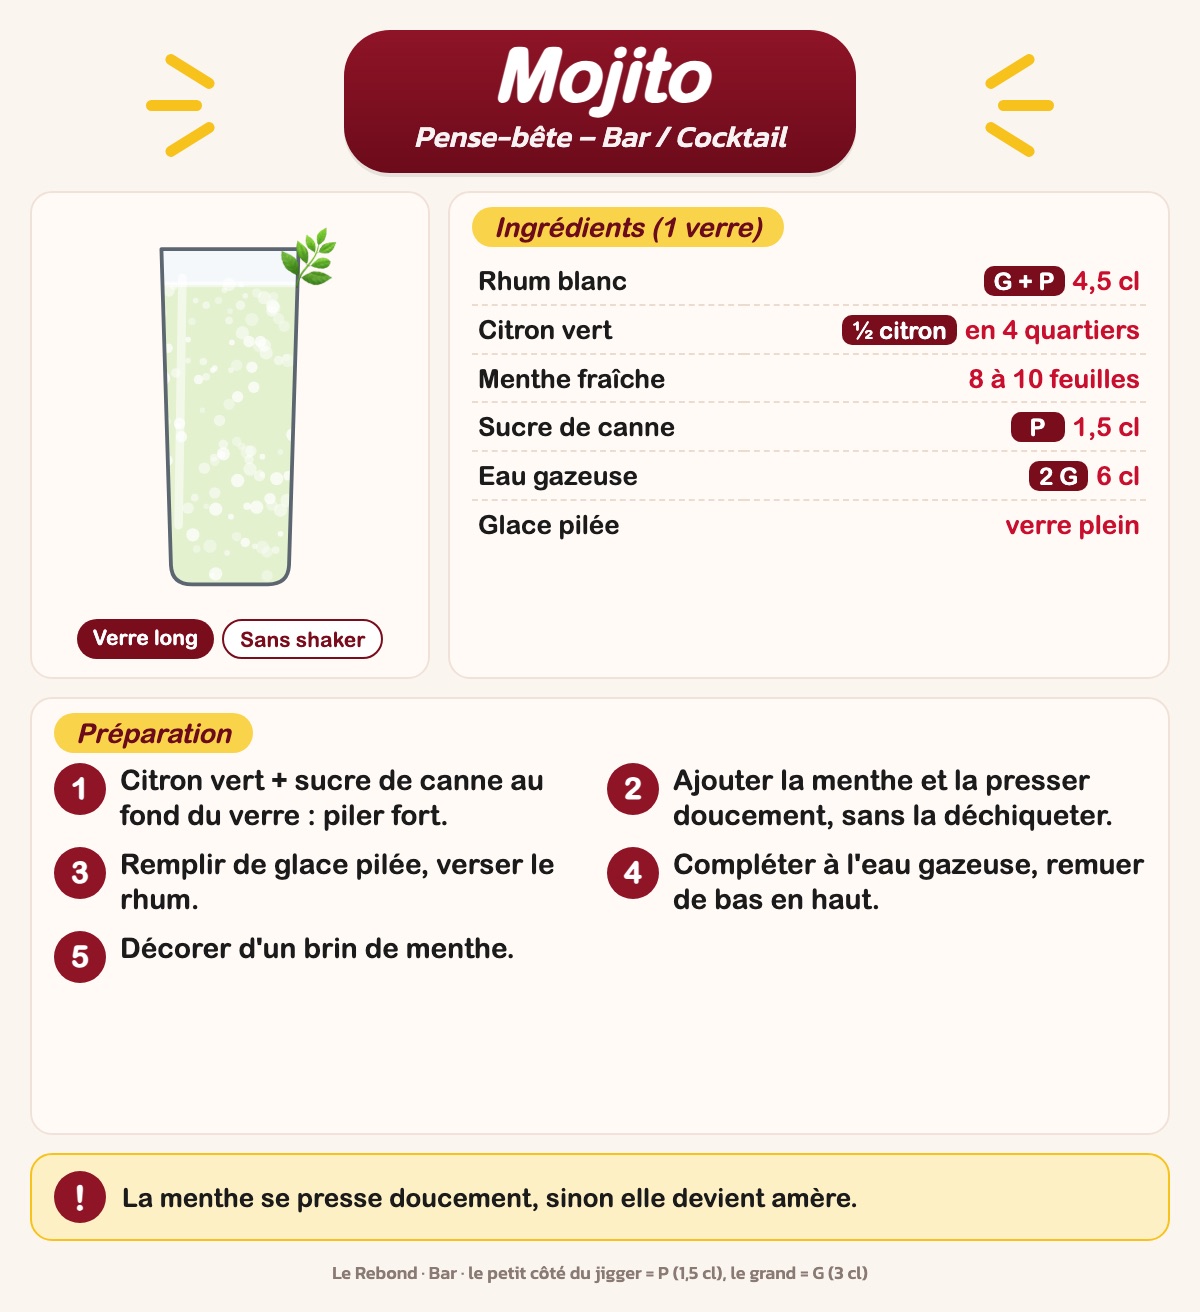 Mojito
Pense-bête – Bar / Cocktail
Verre long
Sans shaker
Ingrédients (1 verre)
Rhum blanc G + P 4,5 cl
Citron vert ½ citron en 4 quartiers
Menthe fraîche 8 à 10 feuilles
Sucre de canne P 1,5 cl
Eau gazeuse 2 G 6 cl
Glace pilée verre plein
Préparation
1 Citron vert + sucre de canne au
fond du verre : piler fort.
2 Ajouter la menthe et la presser
doucement, sans la déchiqueter.
3 Remplir de glace pilée, verser le
rhum.
4 Compléter à l'eau gazeuse, remuer
de bas en haut.
5 Décorer d'un brin de menthe.
! La menthe se presse doucement, sinon elle devient amère.
Le Rebond · Bar · le petit côté du jigger = P (1,5 cl), le grand = G (3 cl)